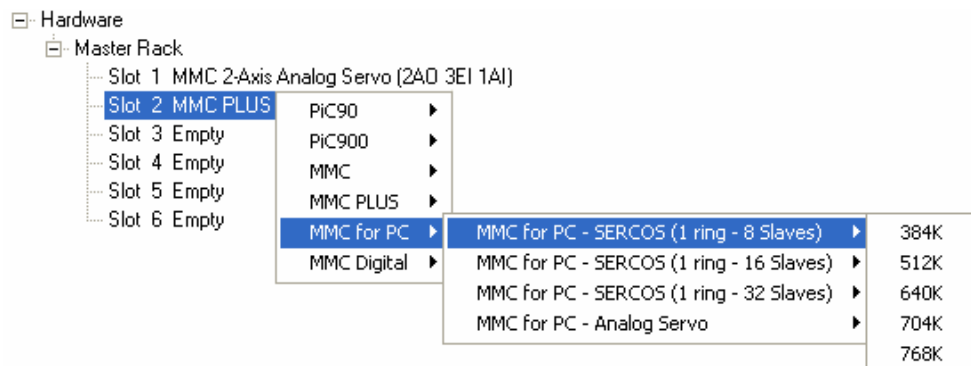 Hardware
Master Rack
Slot 1 MMC 2-Axis Analog Servo (2AO 3EI 1AI)
Slot 2 MMC PLUS
Slot 3 Empty
Slot 4 Empty
Slot 5 Empty
Slot 6 Empty
PiC90
PiC900
MMC
MMC PLUS
MMC for PC
MMC Digital
MMC for PC - SERCOS (1 ring - 8 Slaves)
MMC for PC - SERCOS (1 ring - 16 Slaves)
MMC for PC - SERCOS (1 ring - 32 Slaves)
MMC for PC - Analog Servo
384K
512K
640K
704K
768K